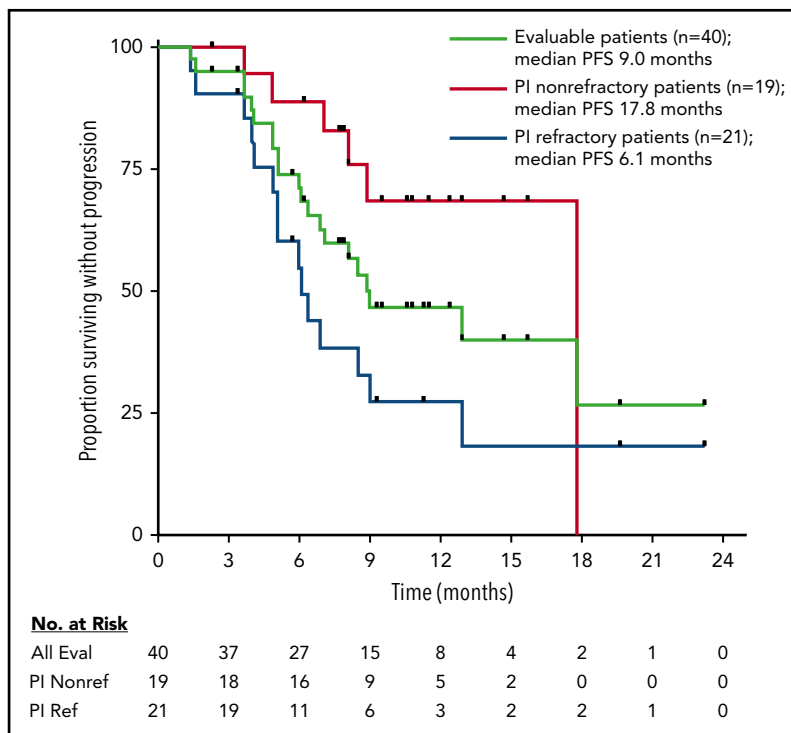 Evaluable patients (n=40);
median PFS 9.0 months
PI nonrefractory patients (n=19);
median PFS 17.8 months
PI refractory patients (n=21);
median PFS 6.1 months
Proportion surviving without progression
100
75
50
25
0
0 3 6 9 12 15 18 21 24
Time (months)
No. at Risk
All Eval 40 37 27 15 8 4 2 1 0
PI Nonref 19 18 16 9 5 2 0 0 0
PI Ref 21 19 11 6 3 2 2 1 0